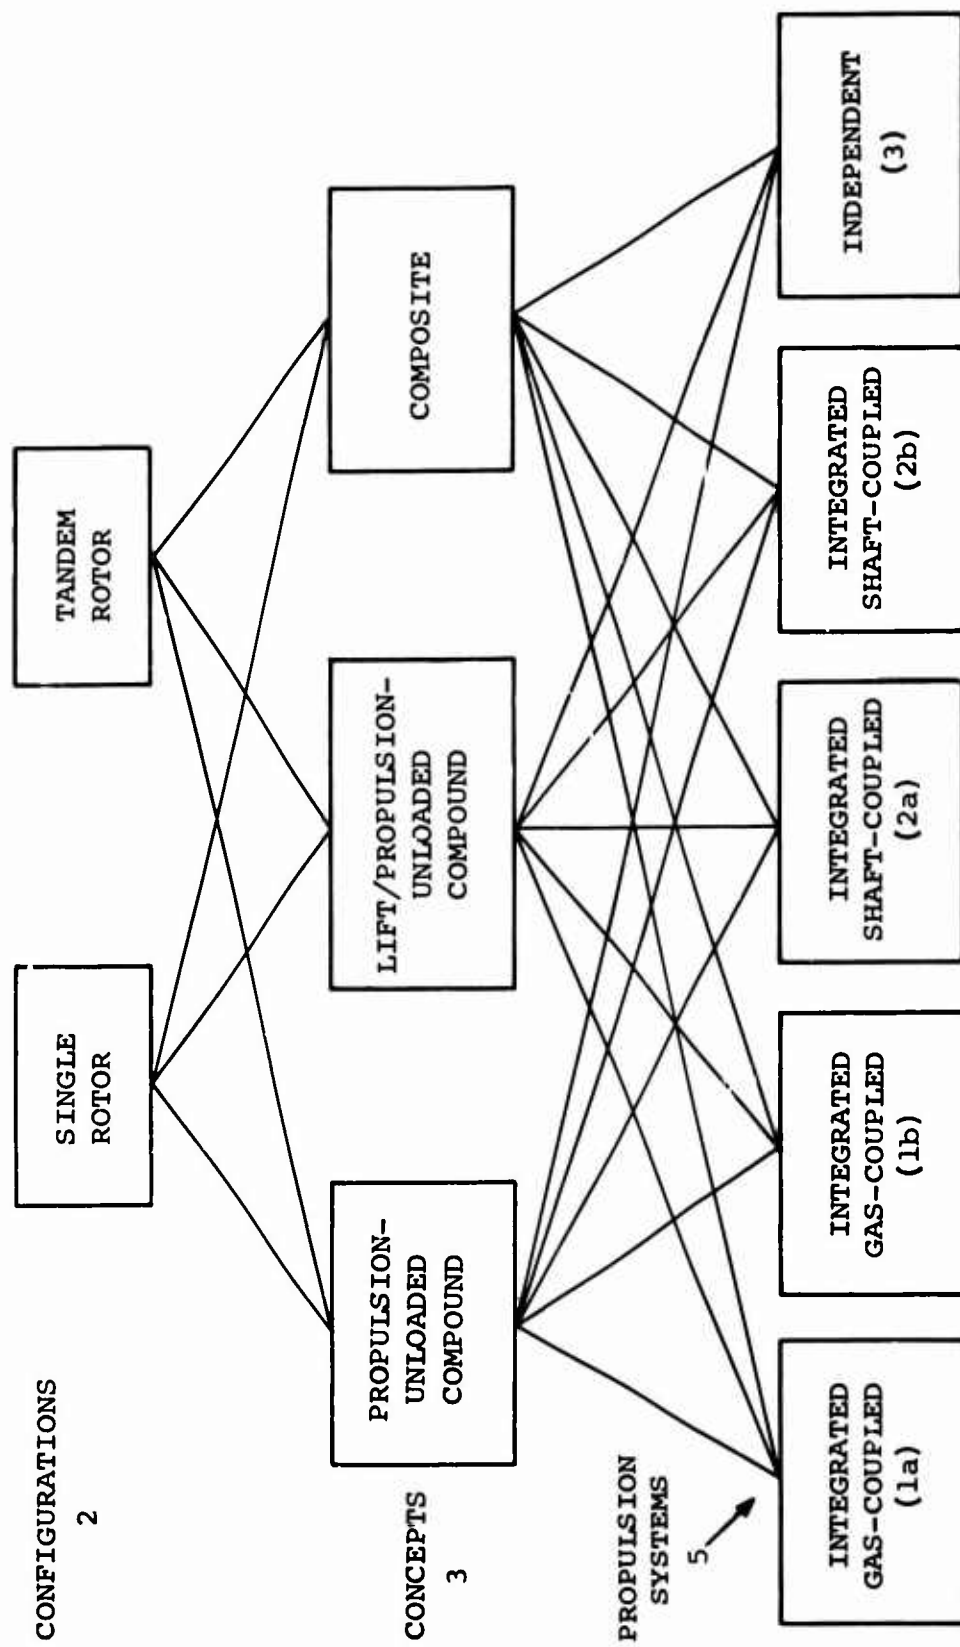 CONFIGURATIONS
2
SINGLE
ROTOR
TANDEM
ROTOR
CONCEPTS
3
PROPULSION-
UNLOADED
COMPOUND
LIFT/PROPULSION-
UNLOADED
COMPOUND
COMPOSITE
PROPULSION
SYSTEMS
5
INTEGRATED
GAS-COUPLED
(1a)
INTEGRATED
GAS-COUPLED
(1b)
INTEGRATED
SHAFT-COUPLED
(2a)
INTEGRATED
SHAFT-COUPLED
(2b)
INDEPENDENT
(3)